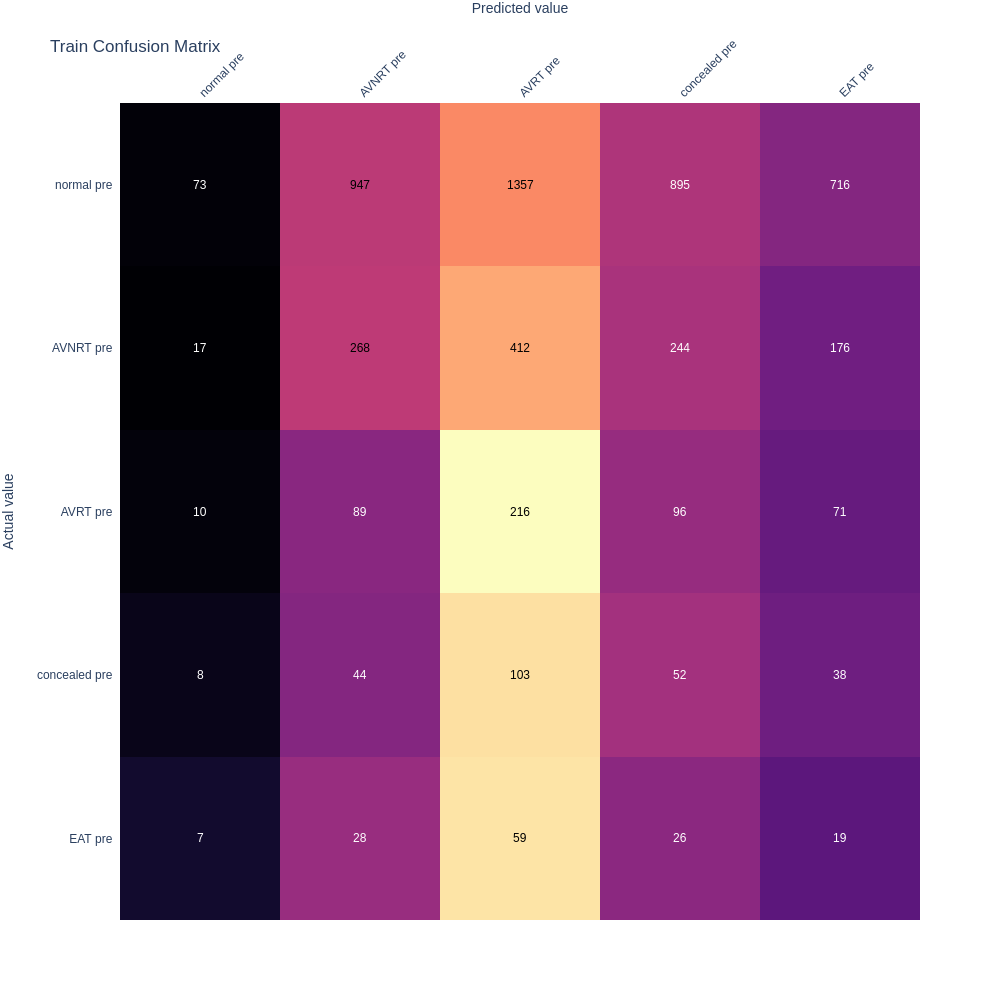 Predicted value
Train Confusion Matrix
normal pre AVNRT pre AVRT pre concealed pre EAT pre
normal pre 73 947 1357 895 716
AVNRT pre 17 268 412 244 176
Actual value
AVRT pre 10 89 216 96 71
concealed pre 8 44 103 52 38
EAT pre 7 28 59 26 19